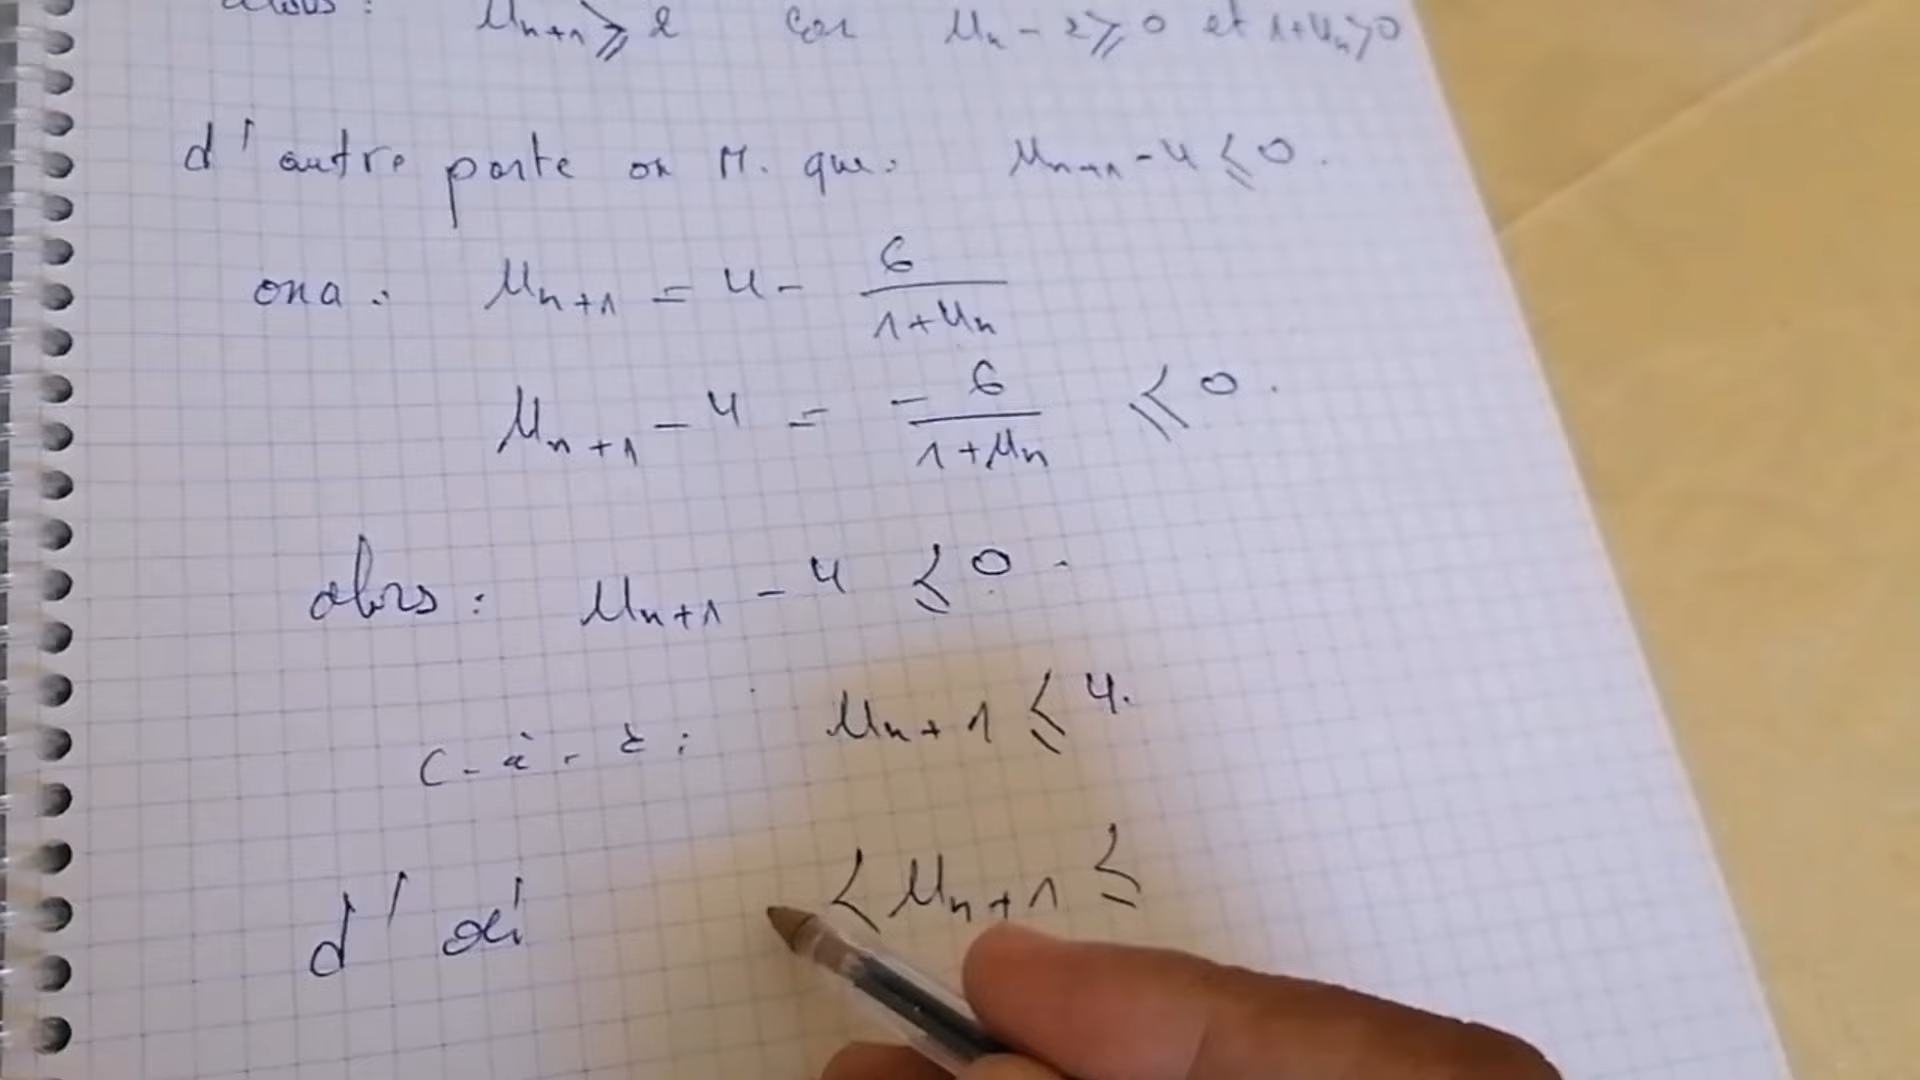 alors : Un+1 ⩾ 2 car Un - 2 ⩾ 0 et 1+Un > 0
d'autre parte on M. que. Un+1 - 4 ⩽ 0.
on a : Un+1 = 4 - 6/(1+Un)
Un+1 - 4 = - 6/(1+Un) ⩽ 0.
alors : Un+1 - 4 ⩽ 0.
c-à-d : Un+1 ⩽ 4.
d'où < Un+1 ⩽